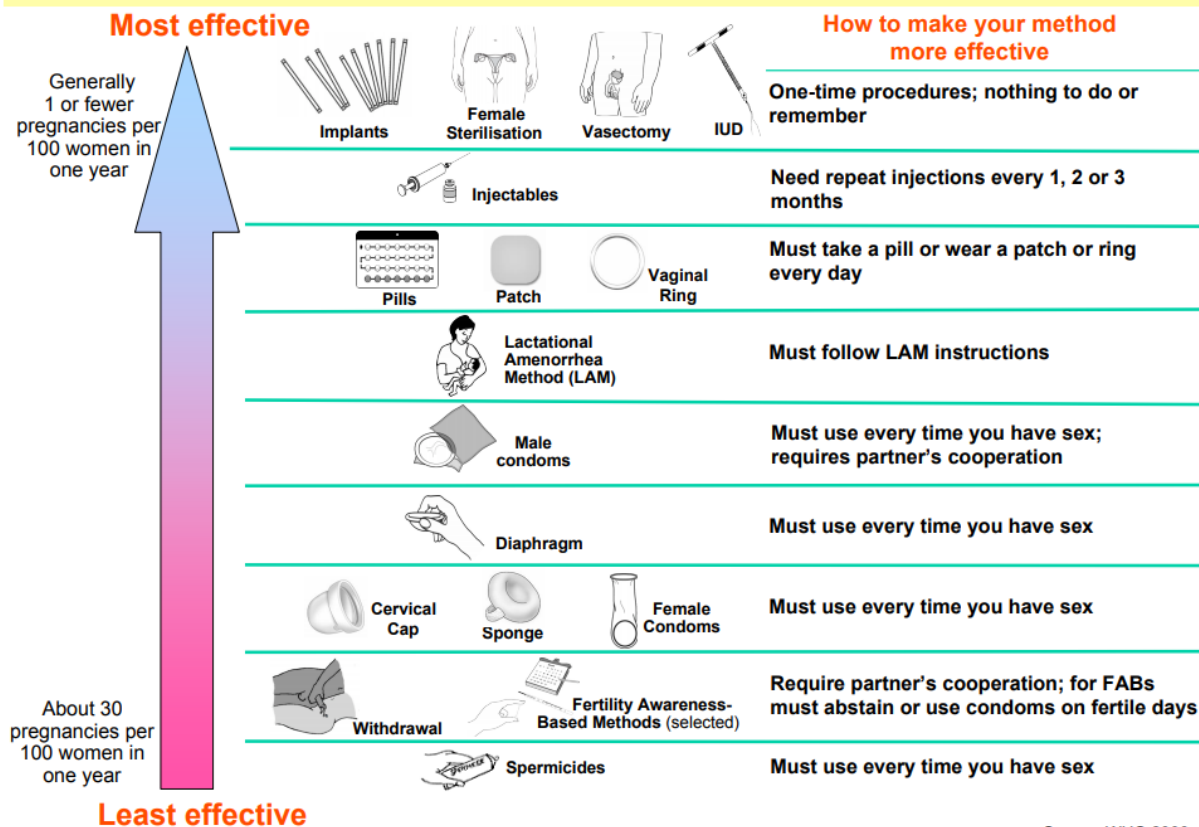 Most effective
How to make your method
more effective
Generally
1 or fewer
pregnancies per
100 women in
one year
Implants
Female
Sterilisation
Vasectomy
IUD
One-time procedures; nothing to do or
remember
Injectables
Need repeat injections every 1, 2 or 3
months
Pills
Patch
Vaginal
Ring
Must take a pill or wear a patch or ring
every day
Lactational
Amenorrhea
Method (LAM)
Must follow LAM instructions
Male
condoms
Must use every time you have sex;
requires partner's cooperation
Diaphragm
Must use every time you have sex
Cervical
Cap
Sponge
Female
Condoms
Must use every time you have sex
Withdrawal
Fertility Awareness-
Based Methods (selected)
Require partner's cooperation; for FABs
must abstain or use condoms on fertile days
About 30
pregnancies per
100 women in
one year
Spermicides
Must use every time you have sex
Least effective